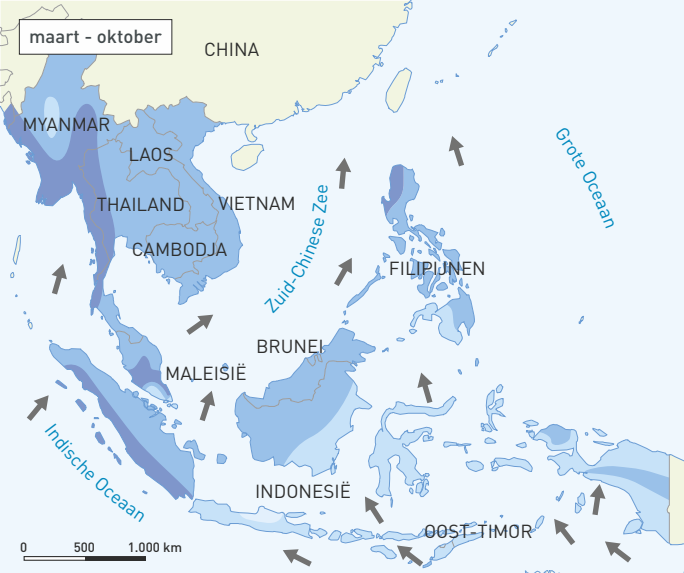 maart - oktober
CHINA
MYANMAR
LAOS
THAILAND
VIETNAM
CAMBODJA
Zuid-Chinese Zee
Grote Oceaan
FILIPIJNEN
BRUNEI
MALEISIË
Indische Oceaan
INDONESIË
OOST-TIMOR
0 500 1.000 km